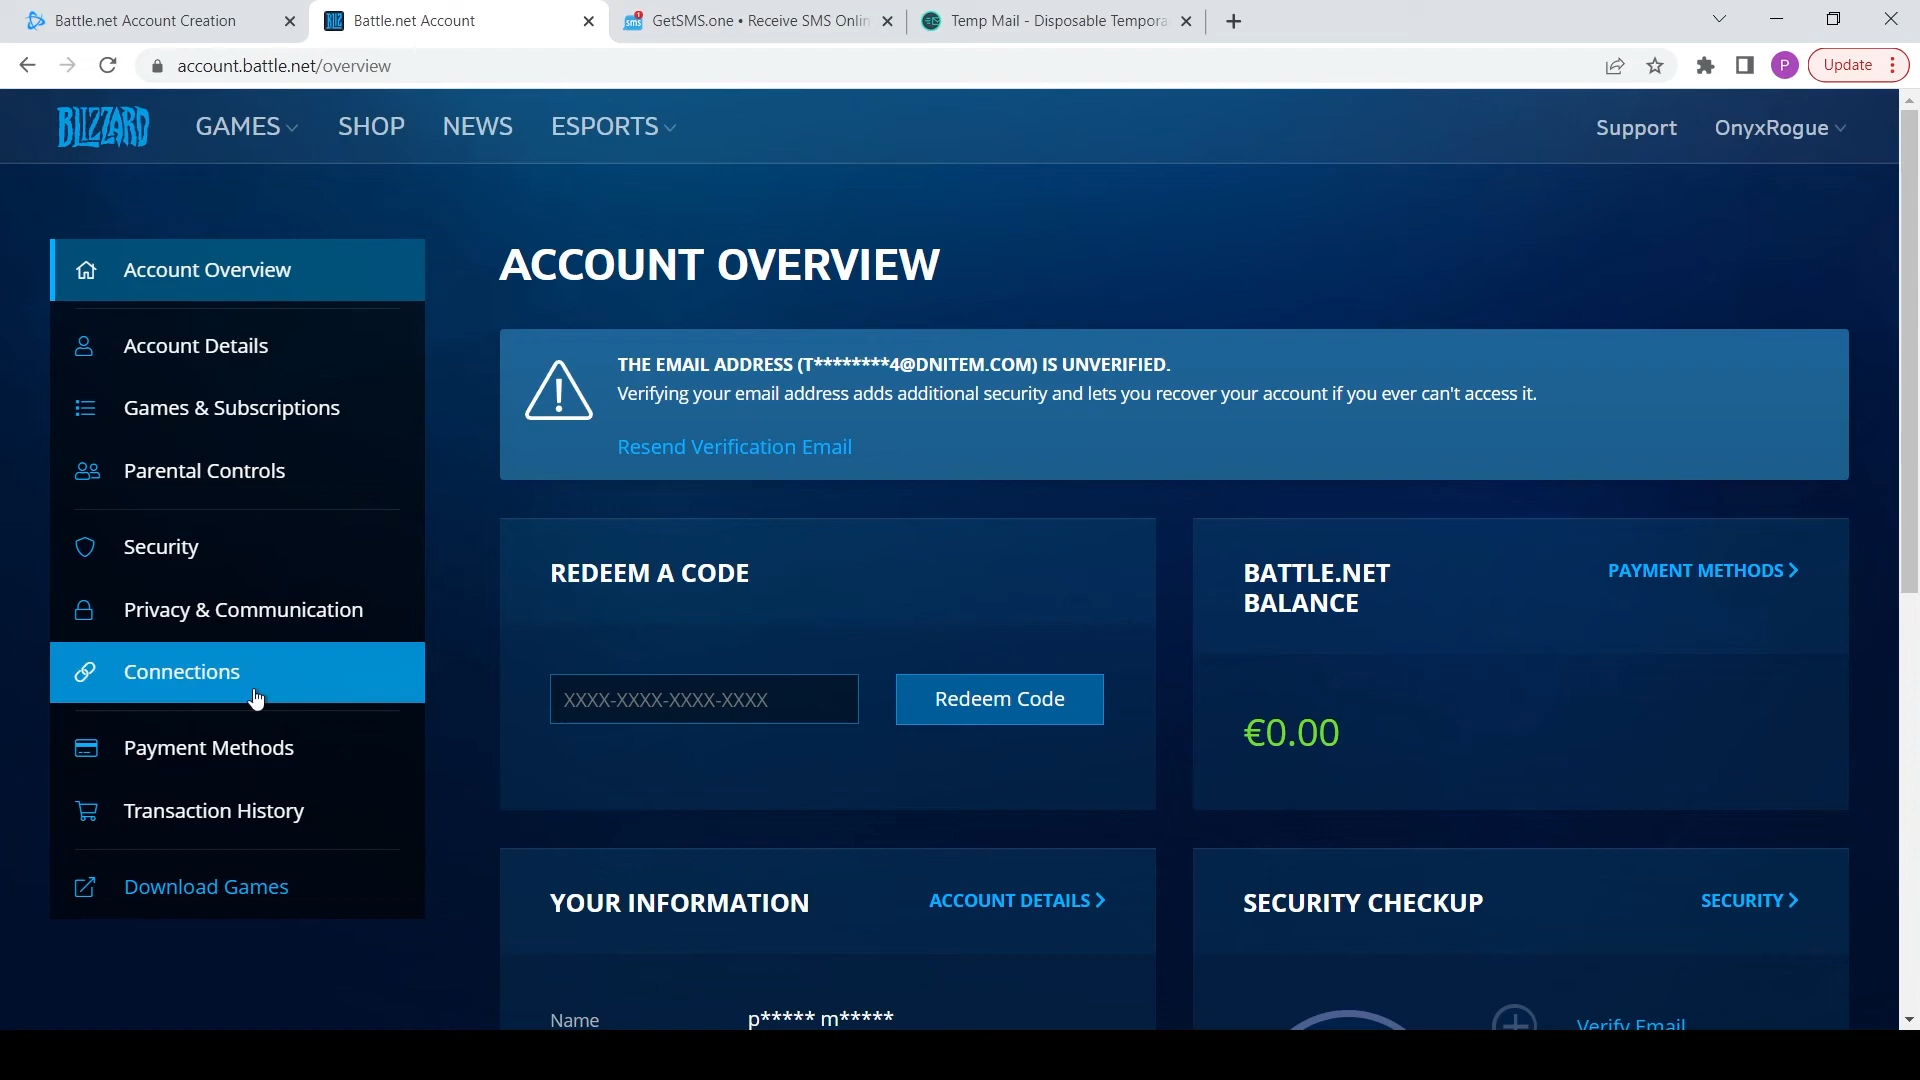 Battle.net Account Creation
Battle.net Account
GetSMS.one • Receive SMS Onlin
Temp Mail - Disposable Tempora
account.battle.net/overview
P
Update
BLIZZARD
GAMES
SHOP
NEWS
ESPORTS
Support
OnyxRogue
Account Overview
Account Details
Games & Subscriptions
Parental Controls
Security
Privacy & Communication
Connections
Payment Methods
Transaction History
Download Games
ACCOUNT OVERVIEW
THE EMAIL ADDRESS (T********4@DNITEM.COM) IS UNVERIFIED.
Verifying your email address adds additional security and lets you recover your account if you ever can't access it.
Resend Verification Email
REDEEM A CODE
XXXX-XXXX-XXXX-XXXX
Redeem Code
BATTLE.NET
BALANCE
PAYMENT METHODS
€0.00
YOUR INFORMATION
ACCOUNT DETAILS
Name
p***** m*****
SECURITY CHECKUP
SECURITY
Verify Email